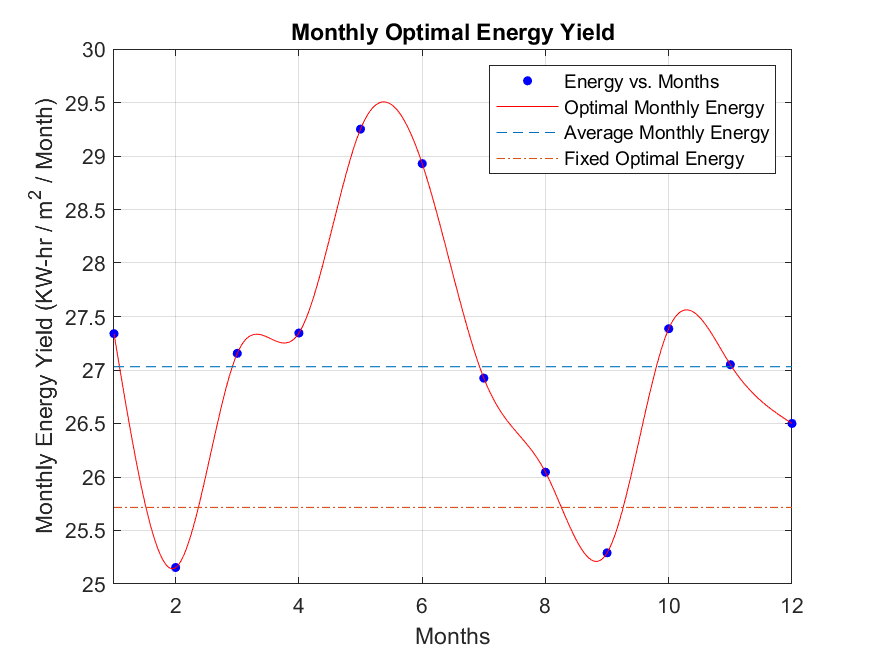 Monthly Optimal Energy Yield
Monthly Energy Yield (KW-hr / m² / Month)
30
29.5
29
28.5
28
27.5
27
26.5
26
25.5
25
Energy vs. Months
Optimal Monthly Energy
Average Monthly Energy
Fixed Optimal Energy
2
4
6
8
10
12
Months